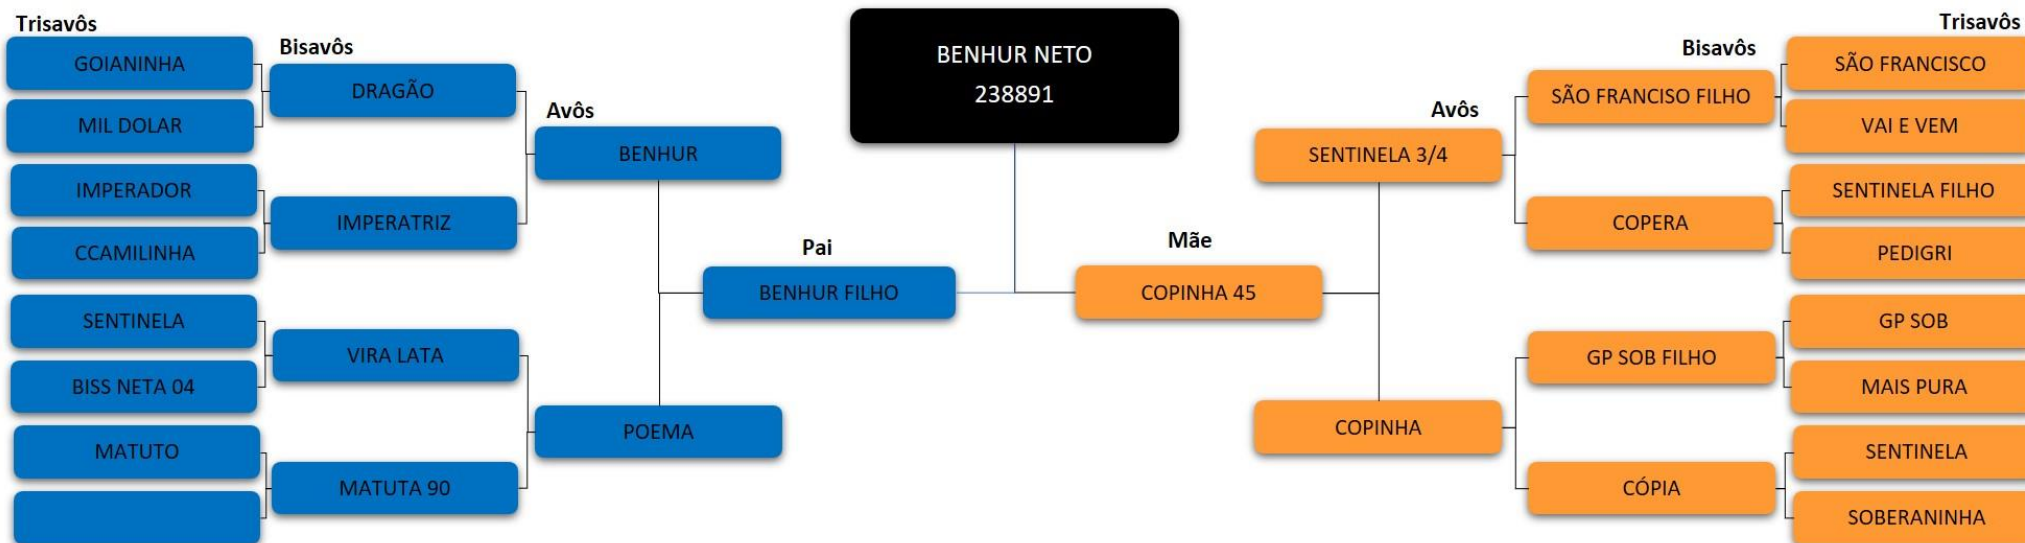 Trisavôs
GOIANINHA
MIL DOLAR
IMPERADOR
CCAMILINHA
SENTINELA
BISS NETA 04
MATUTO
Bisavôs
DRAGÃO
IMPERATRIZ
VIRA LATA
MATUTA 90
Avôs
BENHUR
POEMA
Pai
BENHUR FILHO
BENHUR NETO
238891
Mãe
COPINHA 45
Avôs
SENTINELA 3/4
COPINHA
Bisavôs
SÃO FRANCISO FILHO
COPERA
GP SOB FILHO
CÓPIA
Trisavôs
SÃO FRANCISCO
VAI E VEM
SENTINELA FILHO
PEDIGRI
GP SOB
MAIS PURA
SENTINELA
SOBERANINHA